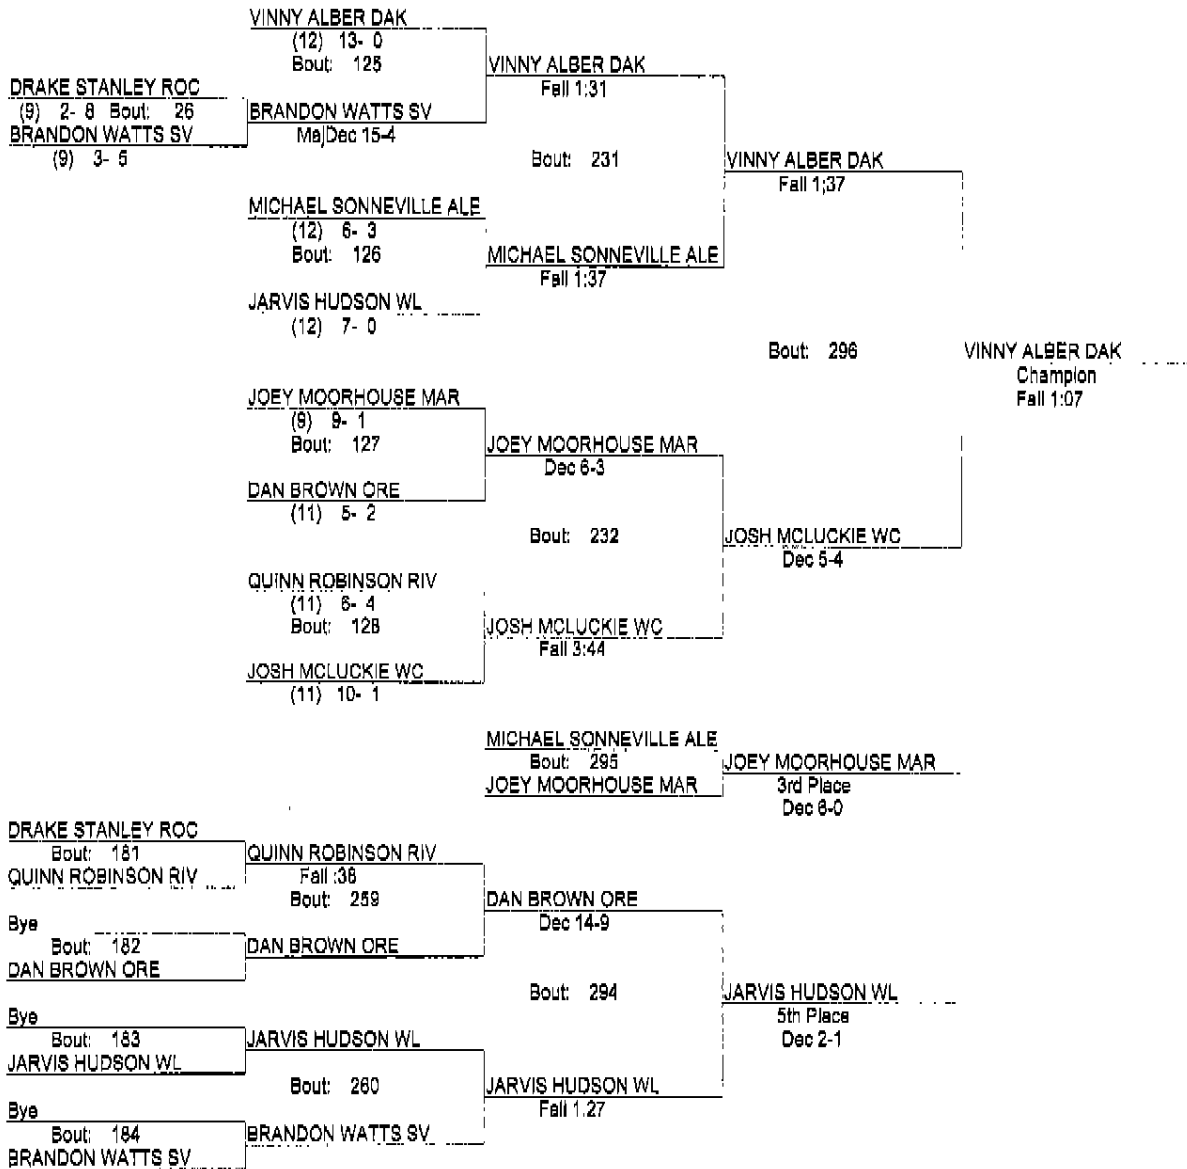 VINNY ALBER DAK
(12) 13- 0
Bout: 125
VINNY ALBER DAK
Fall 1:31
DRAKE STANLEY ROC
(9) 2- 8 Bout: 26
BRANDON WATTS SV
(9) 3- 5
BRANDON WATTS SV
MajDec 15-4
Bout: 231
VINNY ALBER DAK
Fall 1;37
MICHAEL SONNEVILLE ALE
(12) 6- 3
Bout: 126
MICHAEL SONNEVILLE ALE
Fall 1:37
JARVIS HUDSON WL
(12) 7- 0
Bout: 296
VINNY ALBER DAK
Champion
Fall 1:07
JOEY MOORHOUSE MAR
(9) 9- 1
Bout: 127
JOEY MOORHOUSE MAR
Dec 6-3
DAN BROWN ORE
(11) 5- 2
Bout: 232
JOSH MCLUCKIE WC
Dec 5-4
QUINN ROBINSON RIV
(11) 6- 4
Bout: 128
JOSH MCLUCKIE WC
Fall 3:44
JOSH MCLUCKIE WC
(11) 10- 1
MICHAEL SONNEVILLE ALE
Bout: 295
JOEY MOORHOUSE MAR
JOEY MOORHOUSE MAR
3rd Place
Dec 6-0
DRAKE STANLEY ROC
Bout: 181
QUINN ROBINSON RIV
QUINN ROBINSON RIV
Fall :38
Bout: 259
DAN BROWN ORE
Dec 14-9
Bye
Bout: 182
DAN BROWN ORE
DAN BROWN ORE
Bout: 294
JARVIS HUDSON WL
5th Place
Dec 2-1
Bye
Bout: 183
JARVIS HUDSON WL
JARVIS HUDSON WL
Bout: 260
JARVIS HUDSON WL
Fall 1.27
Bye
Bout: 184
BRANDON WATTS SV
BRANDON WATTS SV